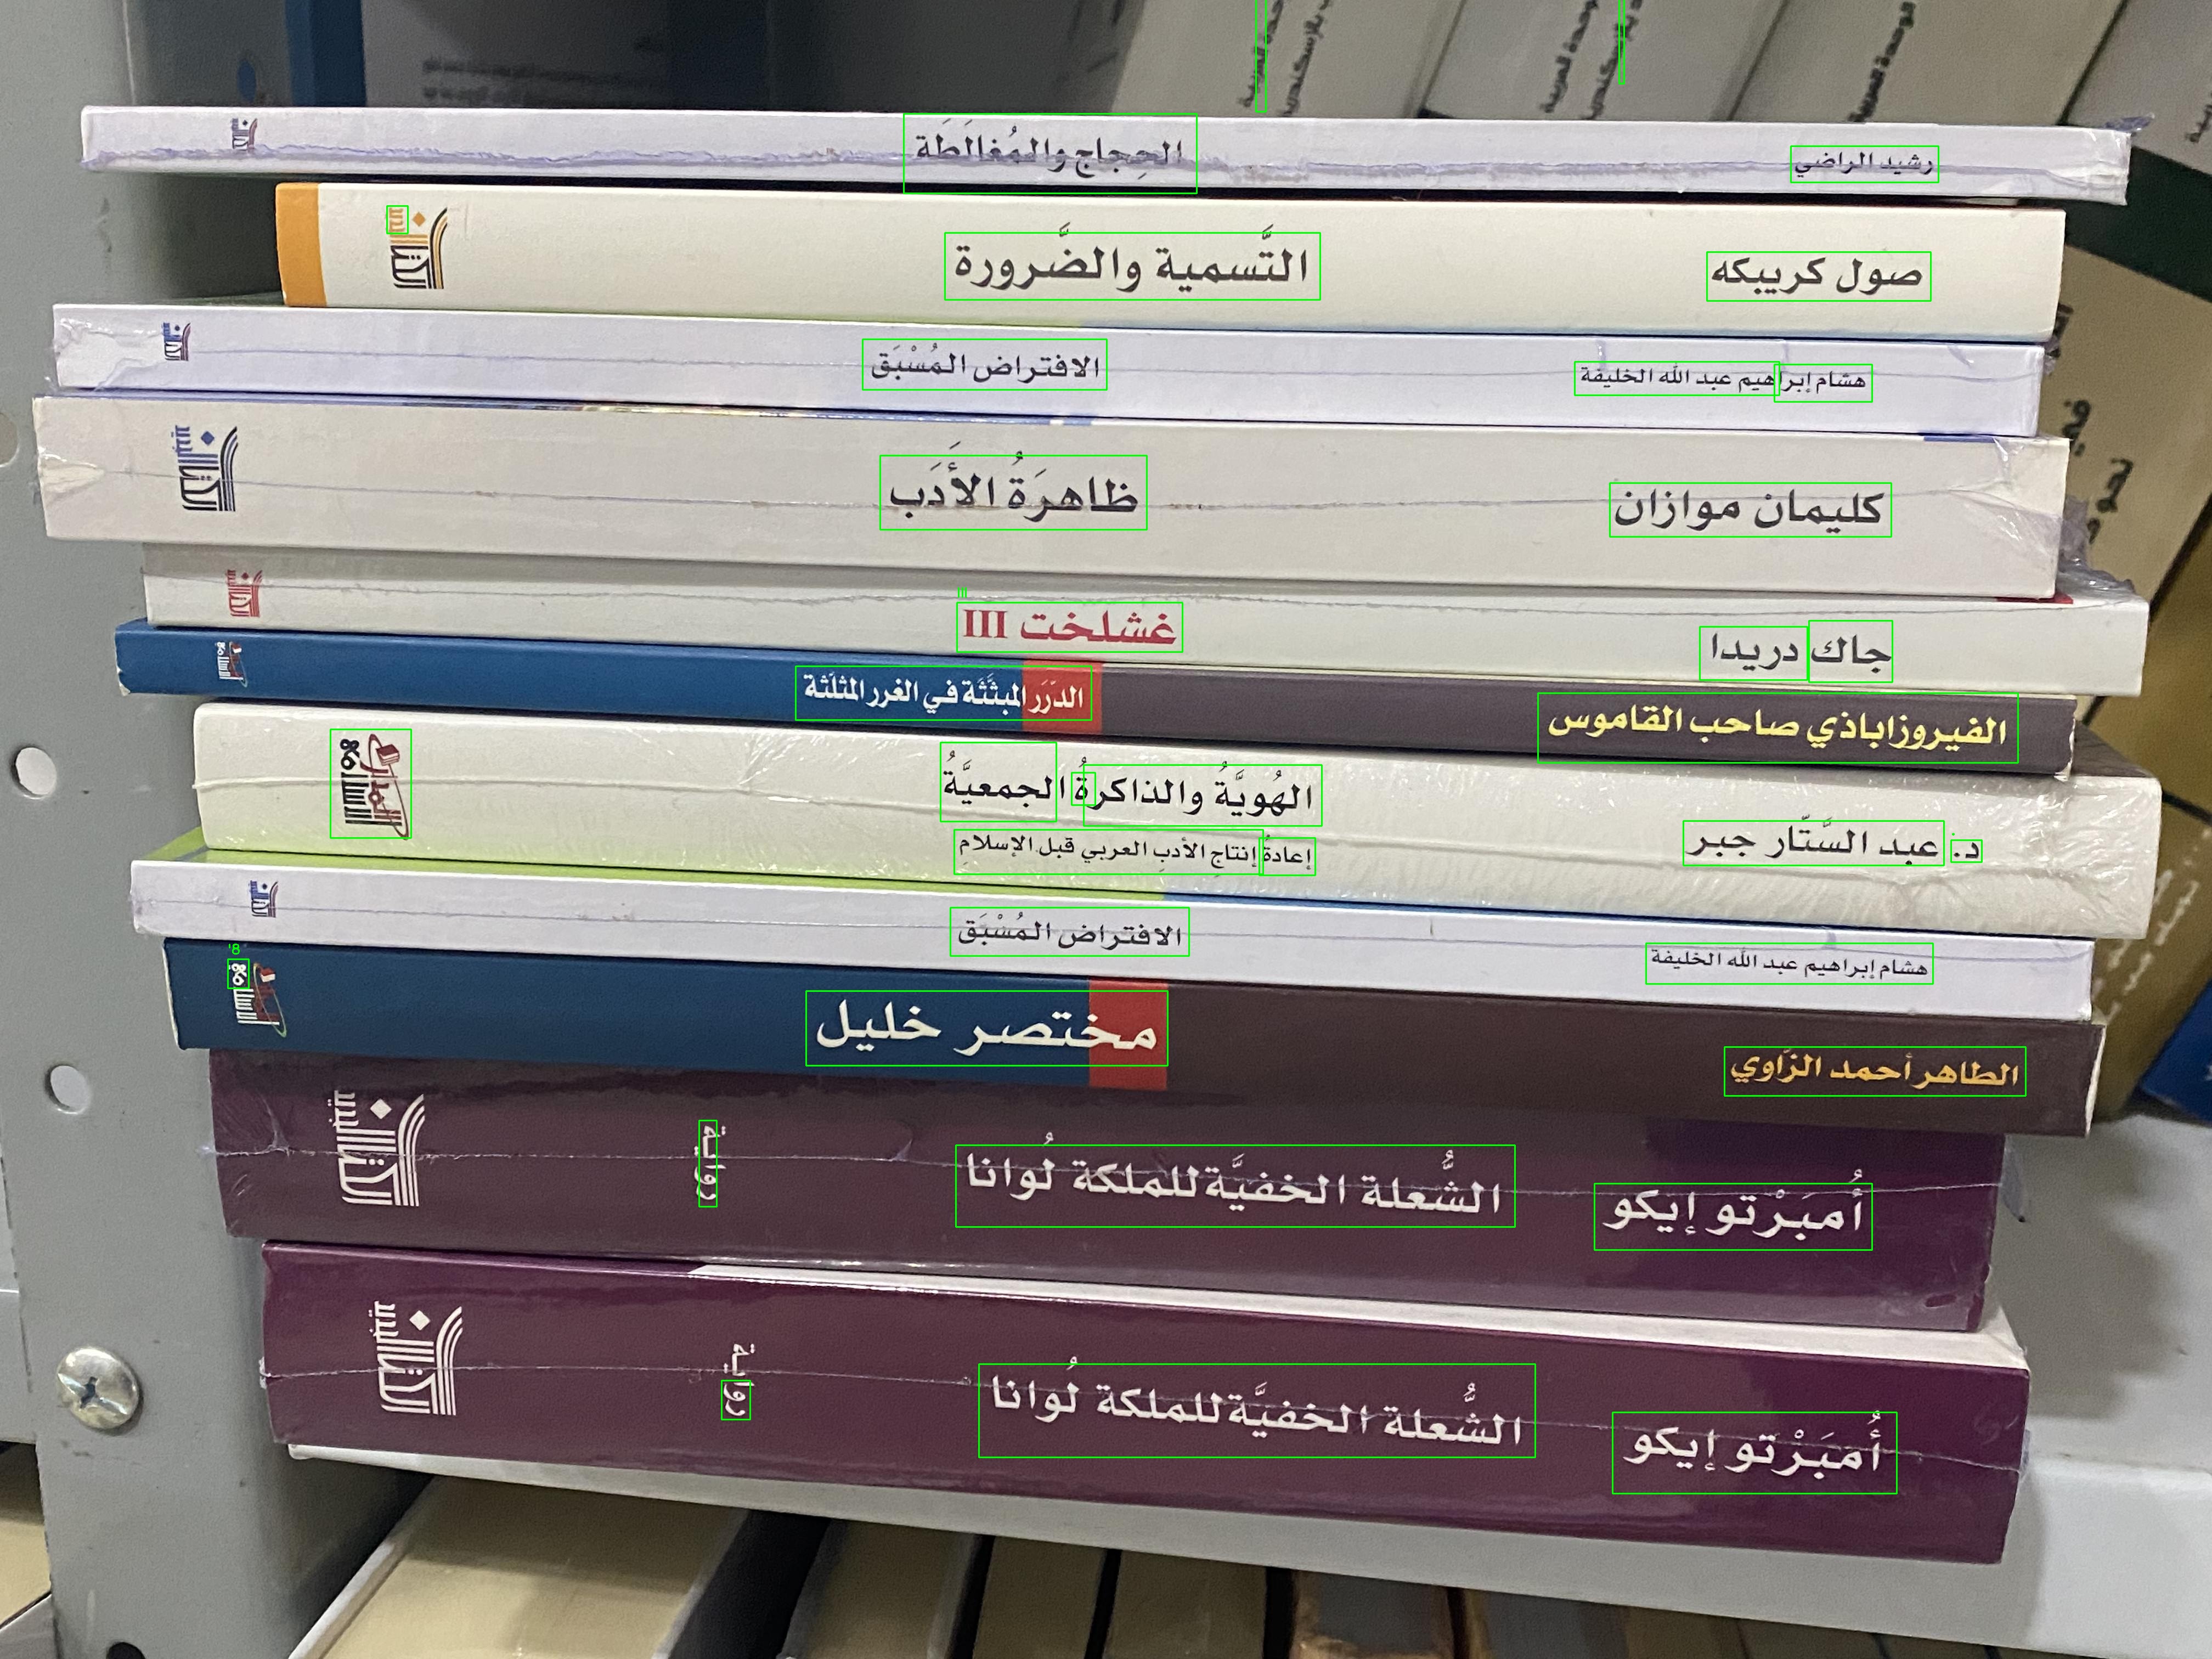 رشيد الراضي
الحِجاج والمُغالَطَة
صول كريبكه
التَّسمية والضَّرورة
هشام إبراهيم عبد الله الخليفة
الافتراض المُسْبَق
كليمان موازان
ظاهرَةُ الأَدَب
جاك دريدا
غشلخت III
الفيروزاباذي صاحب القاموس
الدّرَر المبثَّثَة في الغرر المثلَثة
د. عبد السَّتّار جبر
الهُويَّةُ والذاكرةُ الجمعيَّةُ
إعادةُ إنتاجِ الأدبِ العربي قبل الإسلامِ
هشام إبراهيم عبد الله الخليفة
الافتراض المُسْبَق
الطاهر أحمد الزّاوي
مختصر خليل
أُمبَرْتو إيكو
الشُّعلة الخفيَّة للملكة لُوانا
رواية
أُمبَرْتو إيكو
الشُّعلة الخفيَّة للملكة لُوانا
رواية